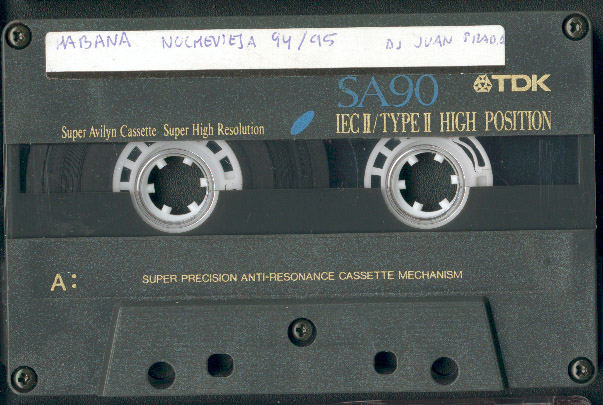 HABANA NOCHEVIEJA 94/95 DJ JUAN PRADA
SA90 TDK
Super Avilyn Cassette Super High Resolution IEC II/TYPE II HIGH POSITION
A: SUPER PRECISION ANTI-RESONANCE CASSETTE MECHANISM